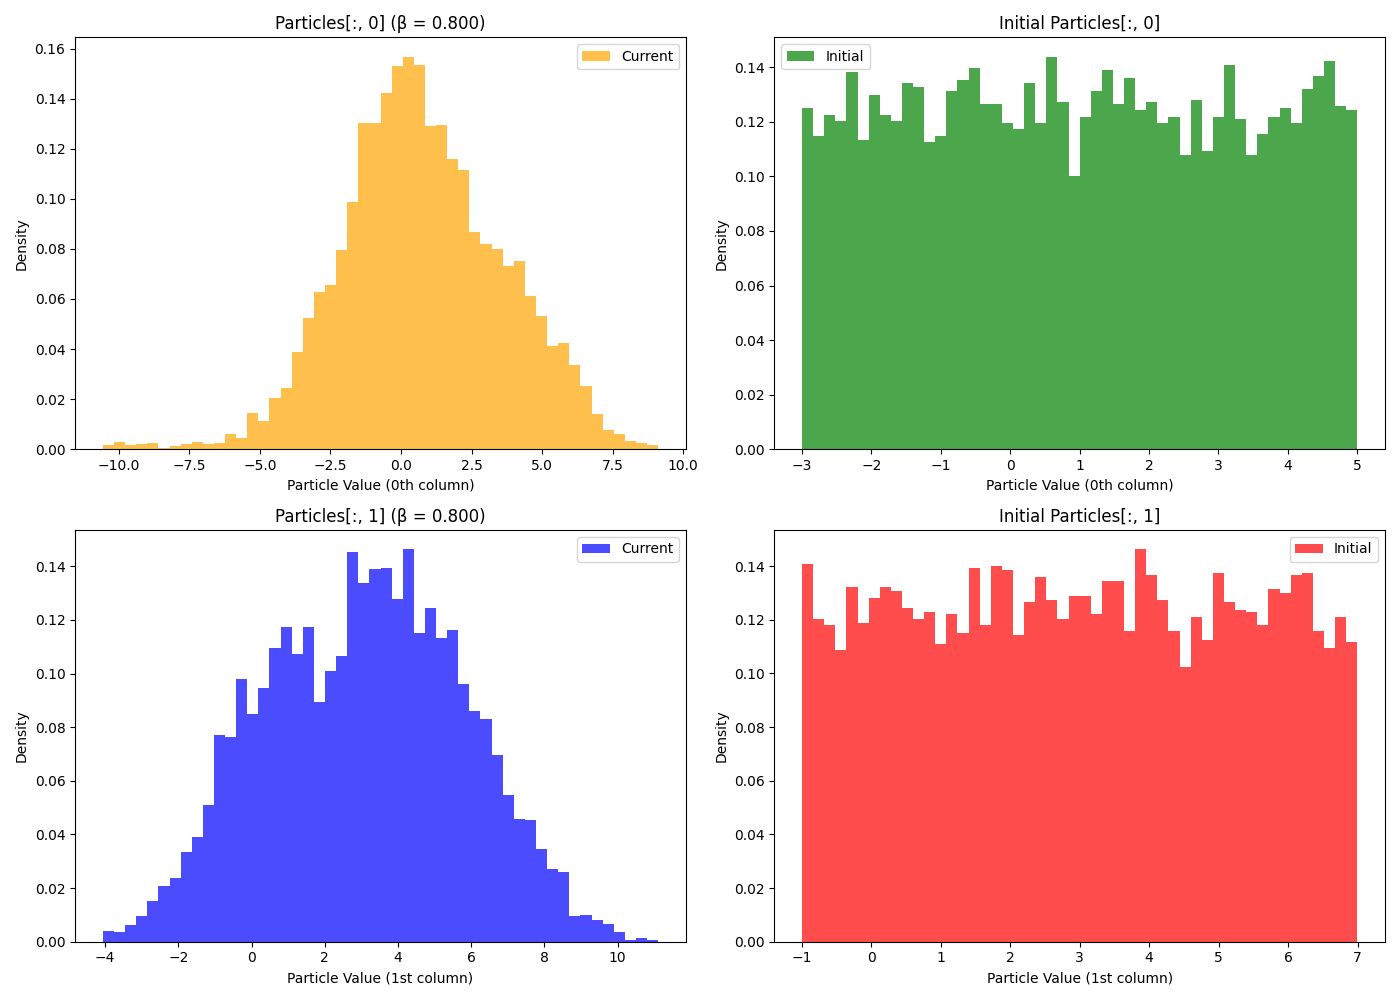 Particles[:, 0] (β = 0.800)
Current
Density
0.16
0.14
0.12
0.10
0.08
0.06
0.04
0.02
0.00
−10.0 −7.5 −5.0 −2.5 0.0 2.5 5.0 7.5 10.0
Particle Value (0th column)
Initial Particles[:, 0]
Initial
Density
0.14
0.12
0.10
0.08
0.06
0.04
0.02
0.00
−3 −2 −1 0 1 2 3 4 5
Particle Value (0th column)
Particles[:, 1] (β = 0.800)
Current
Density
0.14
0.12
0.10
0.08
0.06
0.04
0.02
0.00
−4 −2 0 2 4 6 8 10
Particle Value (1st column)
Initial Particles[:, 1]
Initial
Density
0.14
0.12
0.10
0.08
0.06
0.04
0.02
0.00
−1 0 1 2 3 4 5 6 7
Particle Value (1st column)